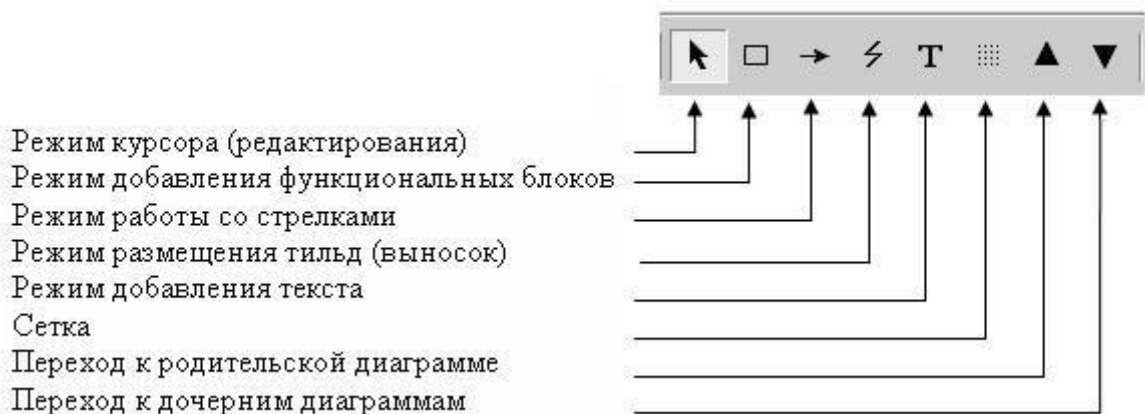 T
Режим курсора (редактирования)
Режим добавления функциональных блоков
Режим работы со стрелками
Режим размещения тильд (выносок)
Режим добавления текста
Сетка
Переход к родительской диаграмме
Переход к дочерним диаграммам